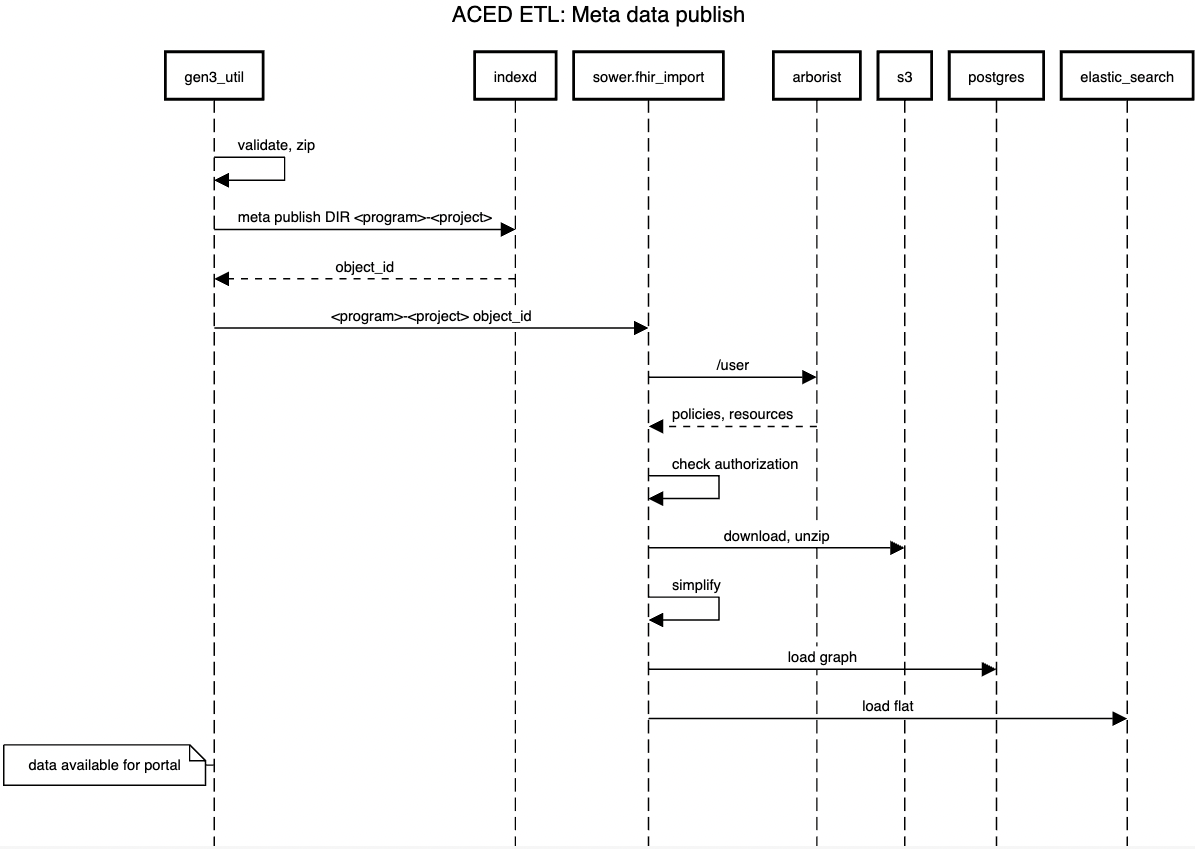 ACED ETL: Meta data publish
gen3_util
indexd
sower.fhir_import
arborist
s3
postgres
elastic_search
validate, zip
meta publish DIR <program>-<project>
object_id
<program>-<project> object_id
/user
policies, resources
check authorization
download, unzip
simplify
load graph
load flat
data available for portal